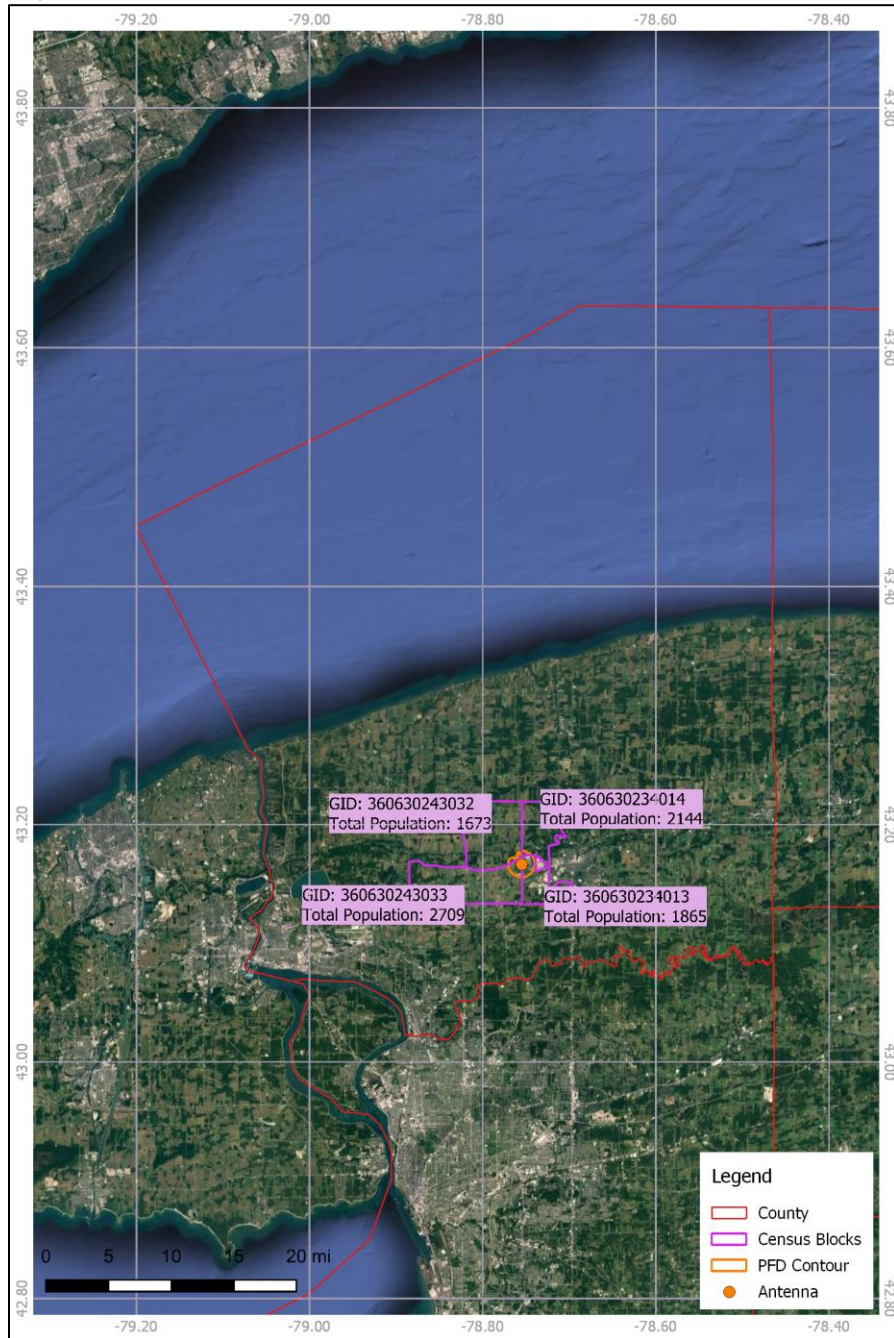 -79.20
-79.00
-78.80
-78.60
-78.40
43.80
43.80
43.60
43.60
43.40
43.40
43.20
43.20
43.00
43.00
42.80
42.80
GID: 360630243032
Total Population: 1673
GID: 360630234014
Total Population: 2144
GID: 360630243033
Total Population: 2709
GID: 360630234013
Total Population: 1865
Legend
County
Census Blocks
PFD Contour
Antenna
0 5 10 15 20 mi
-79.20
-79.00
-78.80
-78.60
-78.40